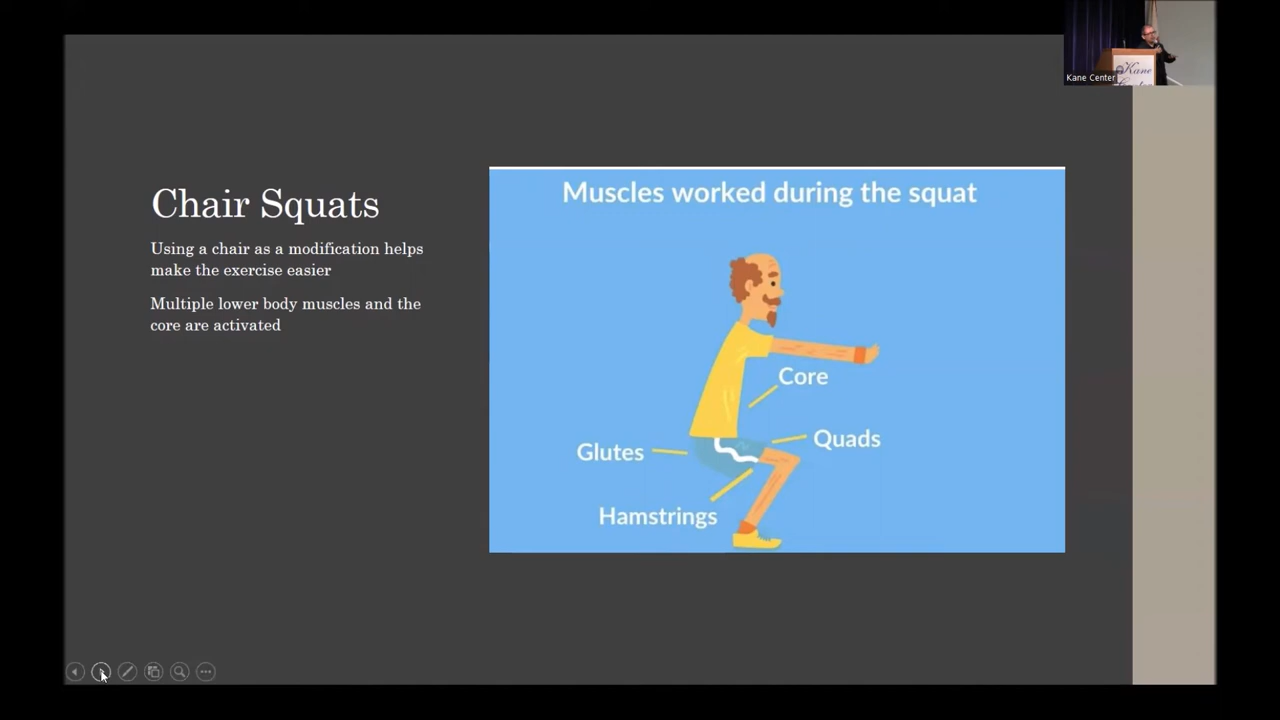 Kane Center
Kane
Chair Squats
Using a chair as a modification helps
make the exercise easier
Multiple lower body muscles and the
core are activated
Muscles worked during the squat
Core
Quads
Glutes
Hamstrings